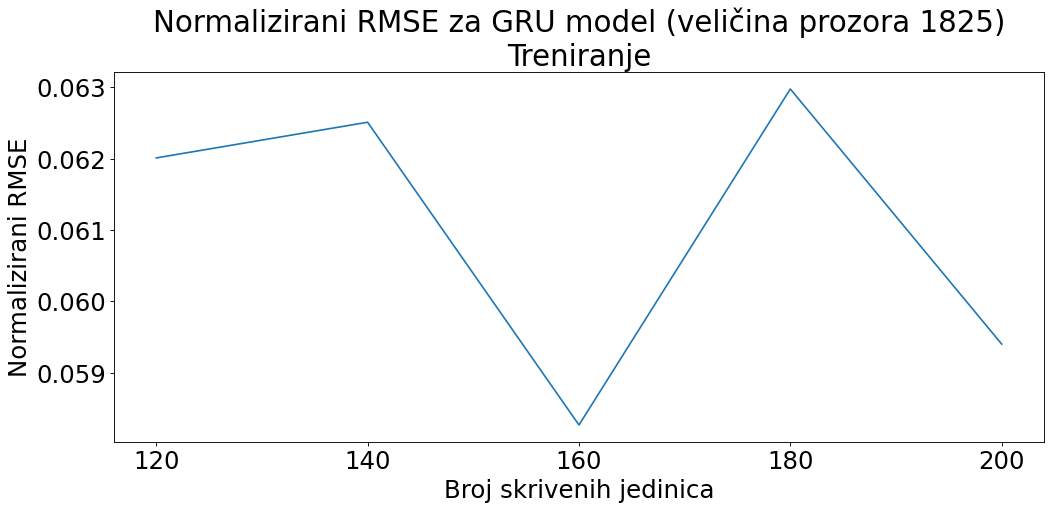 Normalizirani RMSE za GRU model (veličina prozora 1825)
Treniranje
Normalizirani RMSE
0.063
0.062
0.061
0.060
0.059
120 140 160 180 200
Broj skrivenih jedinica